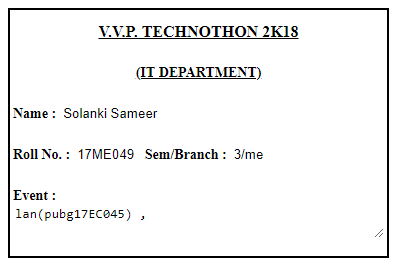 V.V.P. TECHNOTHON 2K18
(IT DEPARTMENT)
Name : Solanki Sameer
Roll No. : 17ME049 Sem/Branch : 3/me
Event :
lan(pubg17EC045) ,